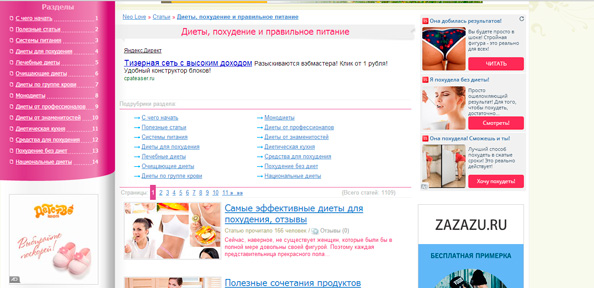 Разделы
С чего начать 1
Полезные статьи 2
Системы питания 3
Диеты для похудения 4
Лечебные диеты 5
Очищающие диеты 6
Диеты по группе крови 7
Монодиеты 8
Диеты от профессионалов 9
Диеты от знаменитостей 10
Диетическая кухня 11
Средства для похудения 12
Похудение без диет 13
Национальные диеты 14
Выбирайте
Neo Love » Статьи » Диеты, похудение и правильное питание
Диеты, похудение и правильное питание
Яндекс.Директ
Тизерная сеть с высоким доходом Разыскиваются вебмастера! Клик от 1 рубля!
Удобный конструктор блоков!
cpateaser.ru
Подрубрики раздела
С чего начать
Полезные статьи
Системы питания
Диеты для похудения
Лечебные диеты
Очищающие диеты
Диеты по группе крови
Монодиеты
Диеты от профессионалов
Диеты от знаменитостей
Диетическая кухня
Средства для похудения
Похудение без диет
Национальные диеты
Страницы 1 2 3 4 5 6 7 8 9 10 11 » »»
(Всего статей 1109)
Самые эффективные диеты для
похудения, отзывы
Статью прочитало 166 человек / Отзывы (0)
Сейчас, наверное, не существует женщин, которые были бы в
полной мере довольны своей фигурой. Поэтому каждая
представительница прекрасного пола...
Полезные сочетания продуктов
Она добилась результатов!
Вы будете просто в шоке! Стройная фигура - это реально для всех!
ЧИТАТЬ
Я похудела без диеты!
Просто ошеломляющий результат! Для того, чтобы похудеть, достаточно...
Смотреть!
Она похудела! Сможешь и ты!
Лучший способ похудеть в сжатые сроки! Это реально действует!
Хочу похудеть!
ZAZAZU.RU
БЕСПЛАТНАЯ ПРИМЕРКА